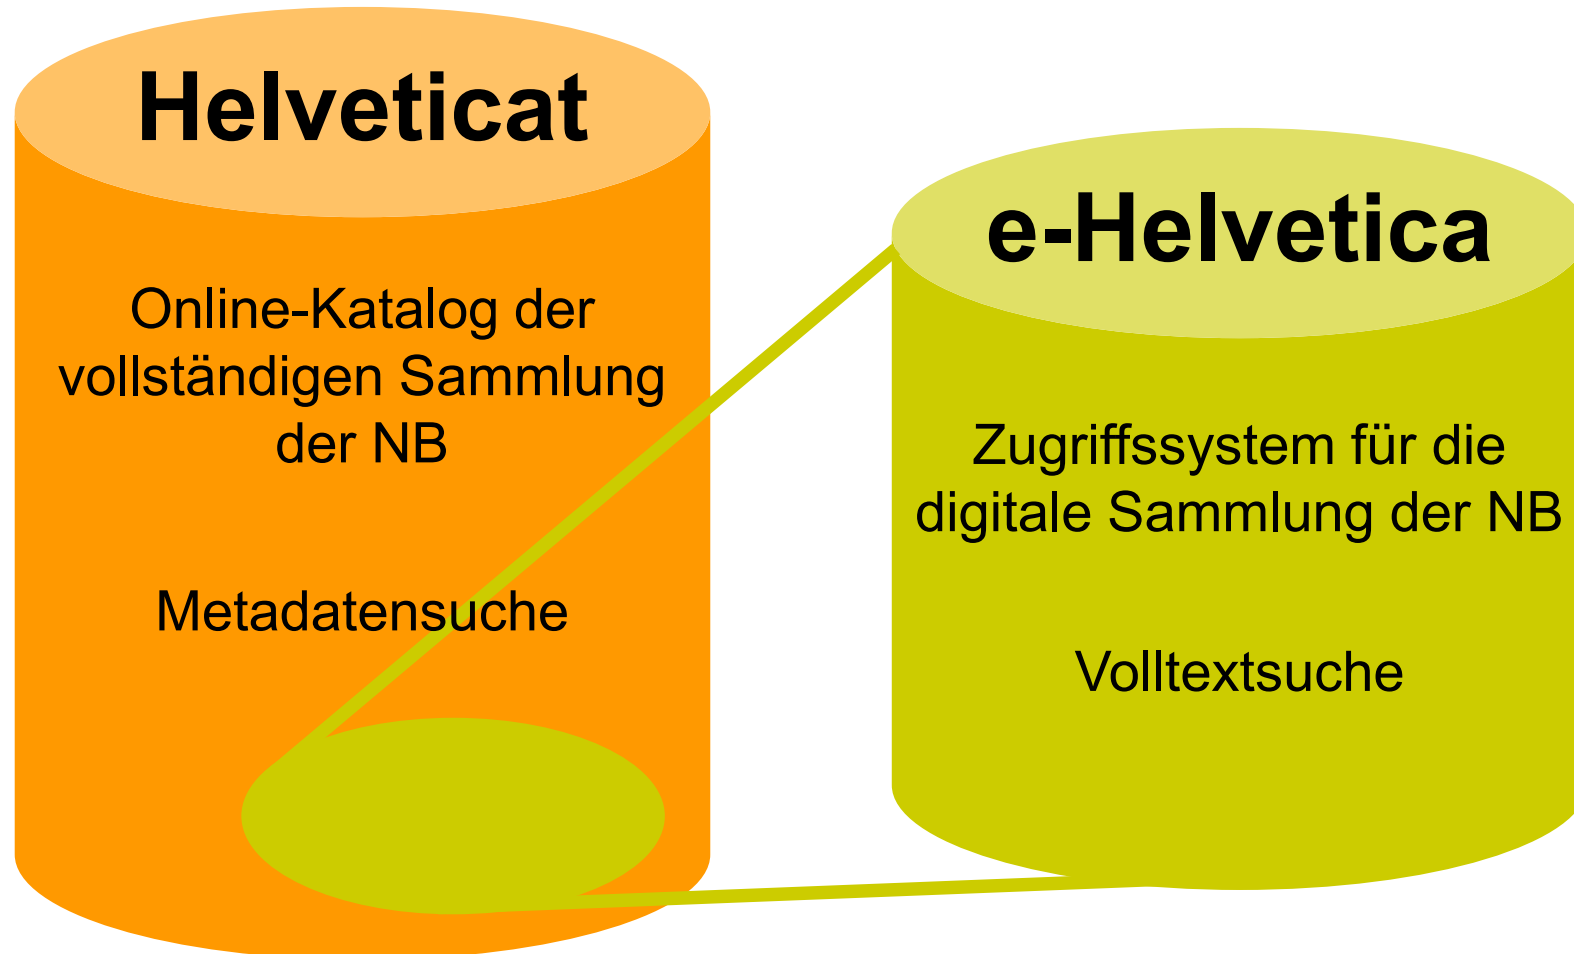 Helveticat
Online-Katalog der
vollständigen Sammlung
der NB
Metadatensuche
e-Helvetica
Zugriffssystem für die
digitale Sammlung der NB
Volltextsuche